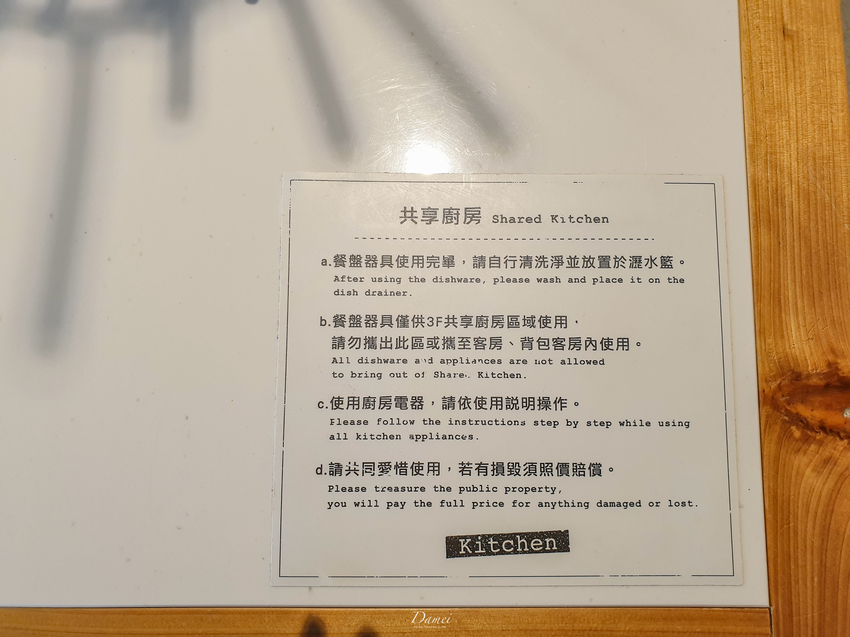 共享廚房 Shared Kitchen
a.餐盤器具使用完畢，請自行清洗淨並放置於瀝水籃。
After using the dishware, please wash and place it on the
dish drainer.
b.餐盤器具僅供3F共享廚房區域使用，
請勿攜出此區或攜至客房、背包客房內使用。
All dishware and appliances are not allowed
to bring out of Shared Kitchen.
c.使用廚房電器，請依使用説明操作。
Please follow the instructions step by step while using
all kitchen appliances.
d.請共同愛惜使用，若有損毀須照價賠償。
Please treasure the public property,
you will pay the full price for anything damaged or lost.
Kitchen
Damei